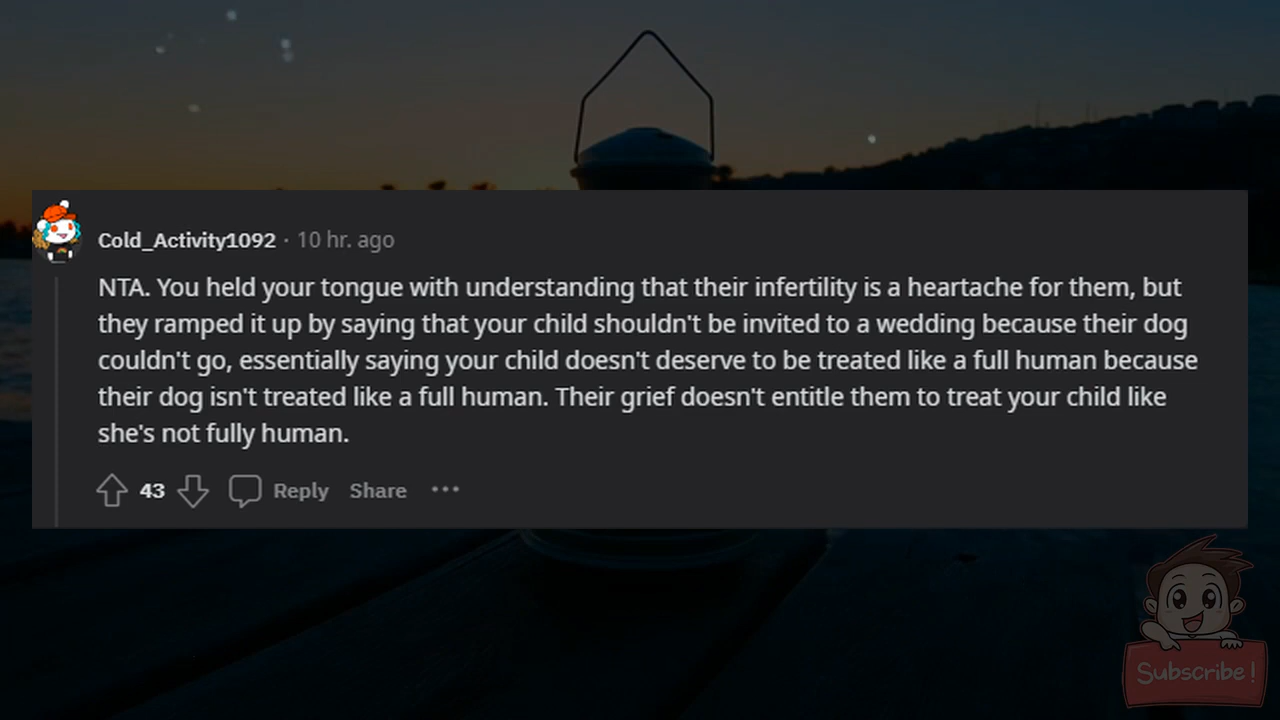 Cold_Activity1092 · 10 hr. ago
NTA. You held your tongue with understanding that their infertility is a heartache for them, but
they ramped it up by saying that your child shouldn't be invited to a wedding because their dog
couldn't go, essentially saying your child doesn't deserve to be treated like a full human because
their dog isn't treated like a full human. Their grief doesn't entitle them to treat your child like
she's not fully human.
43 Reply Share ···
Subscribe!